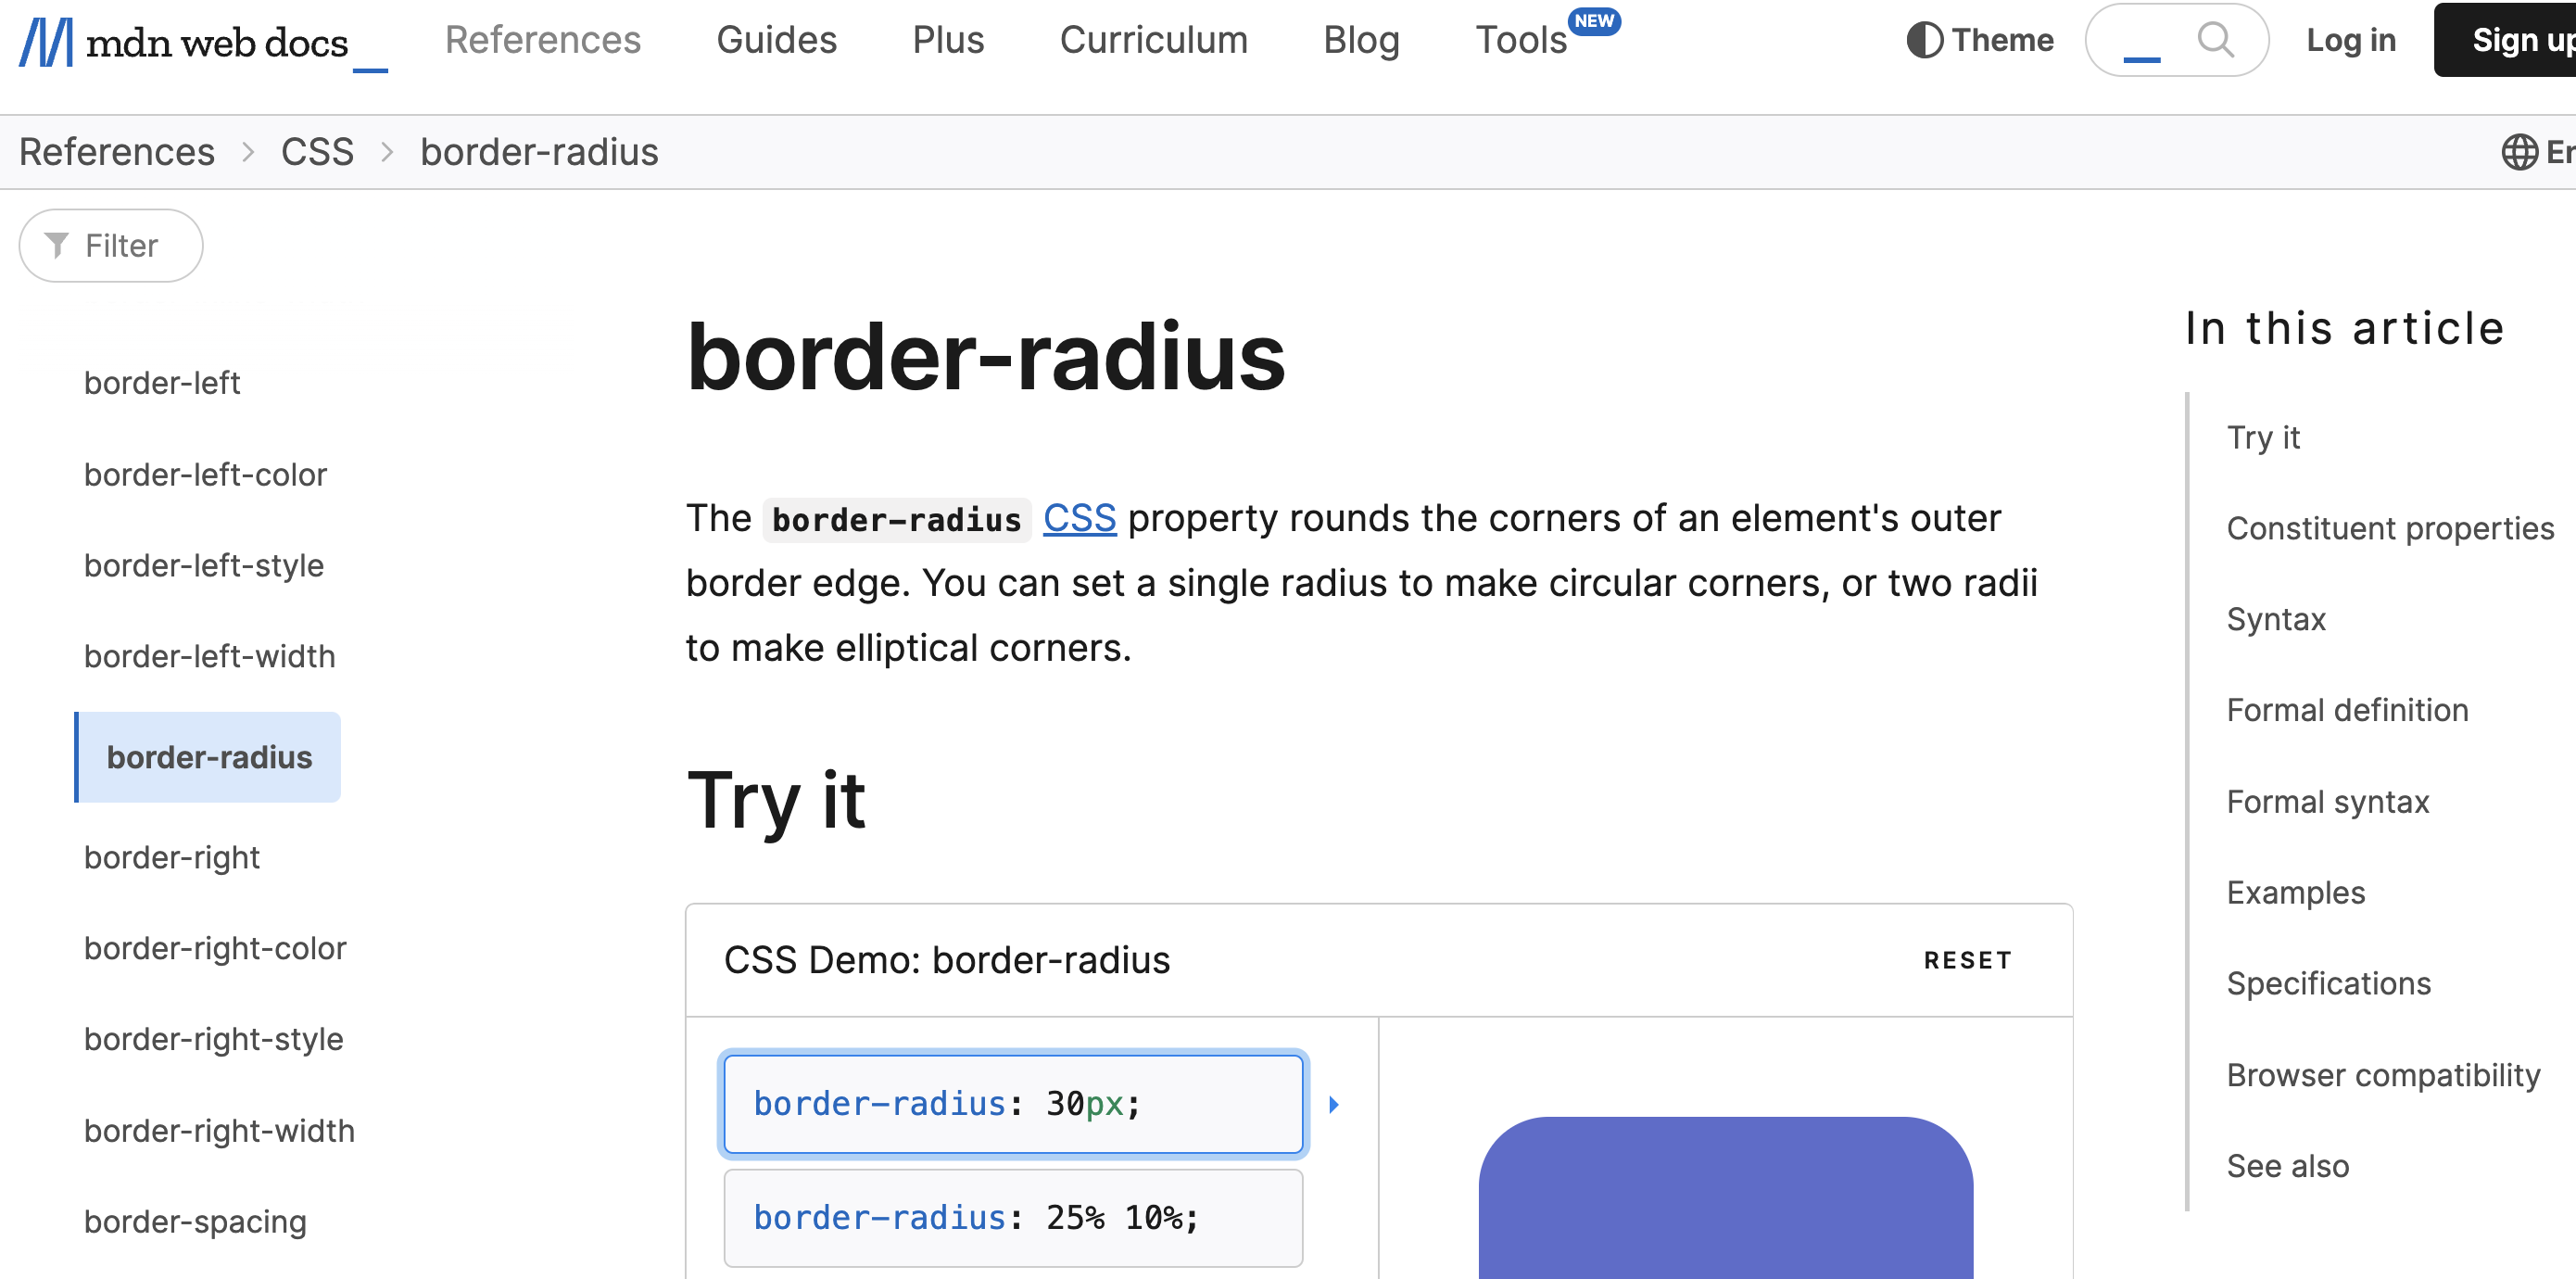 mdn web docs
References
Guides
Plus
Curriculum
Blog
Tools
NEW
Theme
Log in
Sign up
References
CSS
border-radius
Filter
border-left
border-left-color
border-left-style
border-left-width
border-radius
border-right
border-right-color
border-right-style
border-right-width
border-spacing
border-radius
The border-radius CSS property rounds the corners of an element's outer
border edge. You can set a single radius to make circular corners, or two radii
to make elliptical corners.
Try it
CSS Demo: border-radius
RESET
border-radius: 30px;
border-radius: 25% 10%;
In this article
Try it
Constituent properties
Syntax
Formal definition
Formal syntax
Examples
Specifications
Browser compatibility
See also